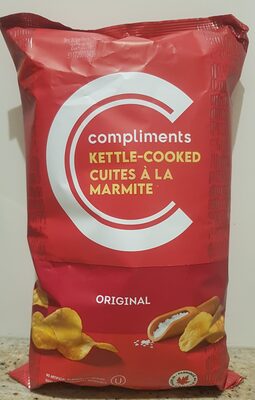 compliments
KETTLE-COOKED
CUITES À LA
MARMITE
ORIGINAL
U